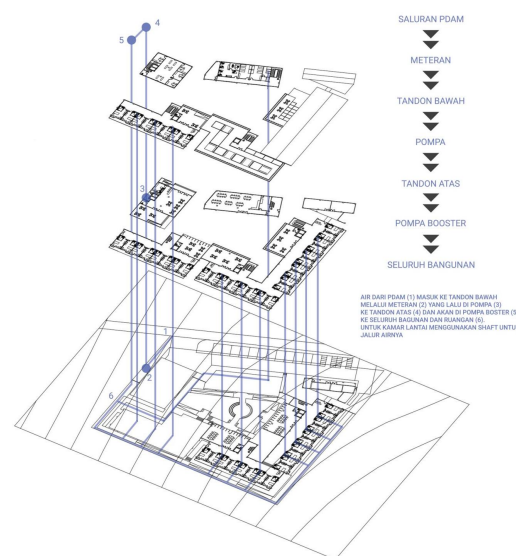 4
5
3
1
2
6
SALURAN PDAM
METERAN
TANDON BAWAH
POMPA
TANDON ATAS
POMPA BOOSTER
SELURUH BANGUNAN
AIR DARI PDAM (1) MASUK KE TANDON BAWAH
MELALUI METERAN (2) YANG LALU DI POMPA (3)
KE TANDON ATAS (4) DAN AKAN DI POMPA BOSTER (5
KE SELURUH BAGUNAN DAN RUANGAN (6).
UNTUK KAMAR LANTAI MENGGUNAKAN SHAFT UNTU
JALUR AIRNYA